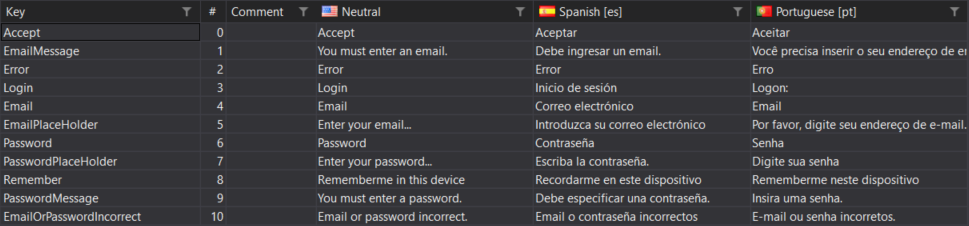 Key # Comment Neutral Spanish [es] Portuguese [pt]
Accept 0 Accept Aceptar Aceitar
EmailMessage 1 You must enter an email. Debe ingresar un email. Você precisa inserir o seu endereço de
Error 2 Error Error Erro
Login 3 Login Inicio de sesión Logon:
Email 4 Email Correo electrónico Email
EmailPlaceHolder 5 Enter your email... Introduzca su correo electrónico Por favor, digite seu endereço de e-mail.
Password 6 Password Contraseña Senha
PasswordPlaceHolder 7 Enter your password... Escriba la contraseña. Digite sua senha
Remember 8 Rememberme in this device Recordarme en este dispositivo Rememberme neste dispositivo
PasswordMessage 9 You must enter a password. Debe especificar una contraseña. Insira uma senha.
EmailOrPasswordIncorrect 10 Email or password incorrect. Email o contraseña incorrectos E-mail ou senha incorretos.